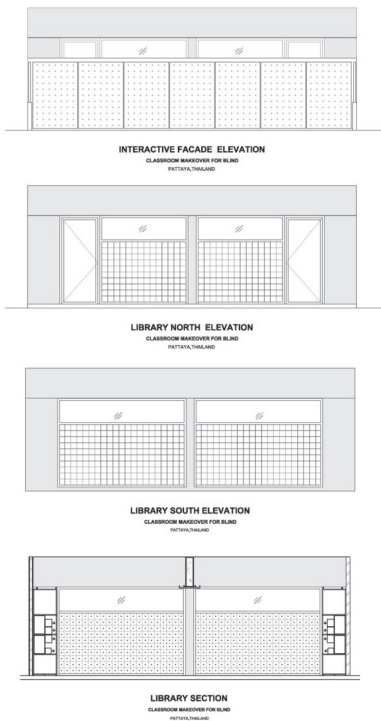 INTERACTIVE FACADE ELEVATION
CLASSROOM MAKEOVER FOR BLIND
PATTAYA,THAILAND
LIBRARY NORTH ELEVATION
CLASSROOM MAKEOVER FOR BLIND
PATTAYA,THAILAND
LIBRARY SOUTH ELEVATION
CLASSROOM MAKEOVER FOR BLIND
PATTAYA,THAILAND
LIBRARY SECTION
CLASSROOM MAKEOVER FOR BLIND
PATTAYA,THAILAND